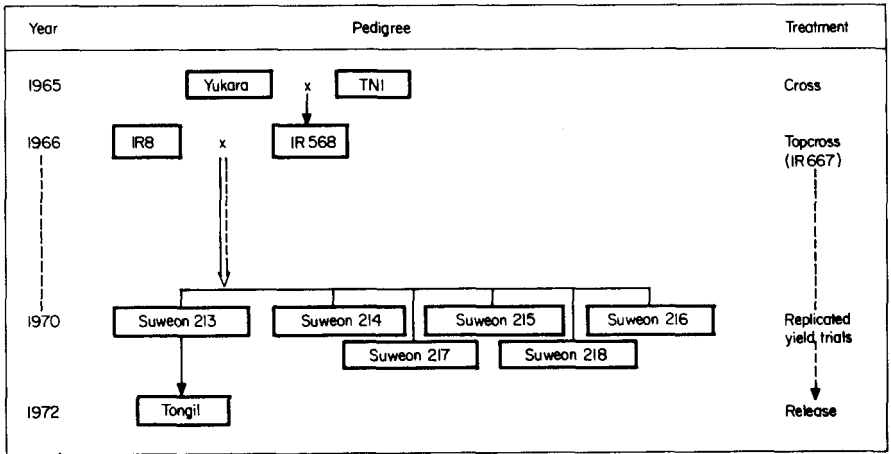 Year Pedigree Treatment
1965 Yukara x TN1 Cross
1966 IR8 x IR 568 Topcross
(IR 667)
1970 Suweon 213 Suweon 214 Suweon 215 Suweon 216 Replicated
yield trials
Suweon 217 Suweon 218
1972 Tongil Release